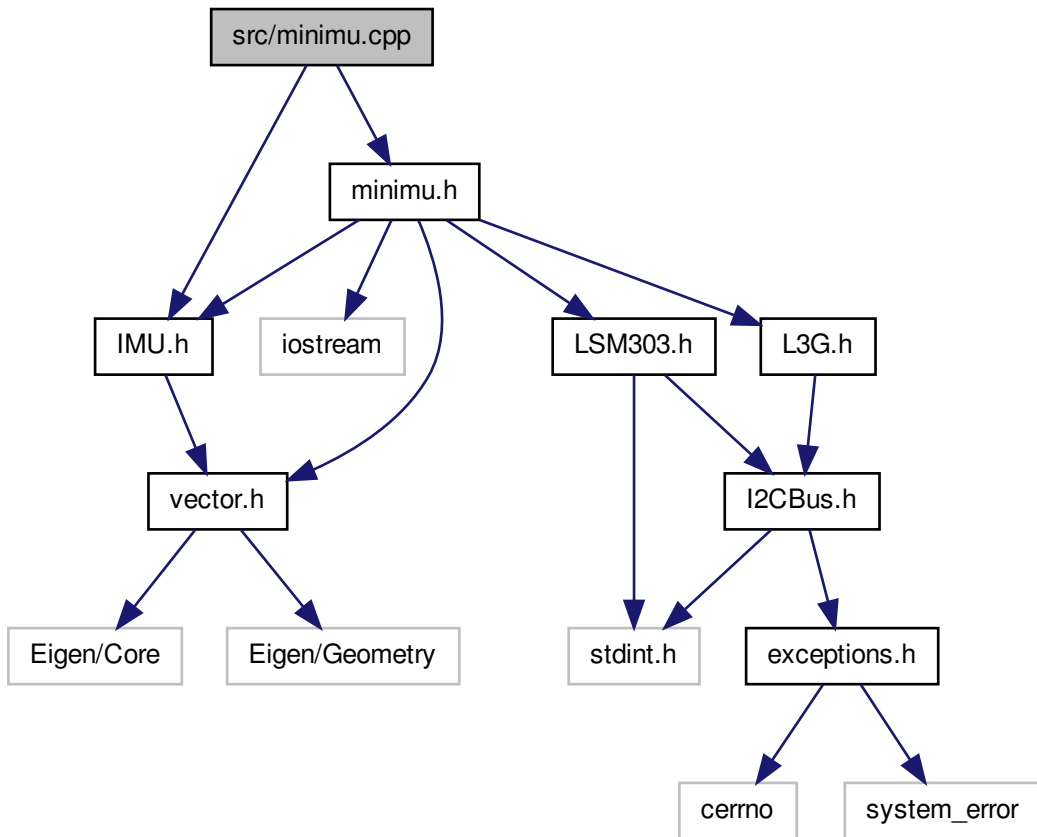 src/minimu.cpp
minimu.h
IMU.h
iostream
LSM303.h
L3G.h
vector.h
I2CBus.h
Eigen/Core
Eigen/Geometry
stdint.h
exceptions.h
cerrno
system_error